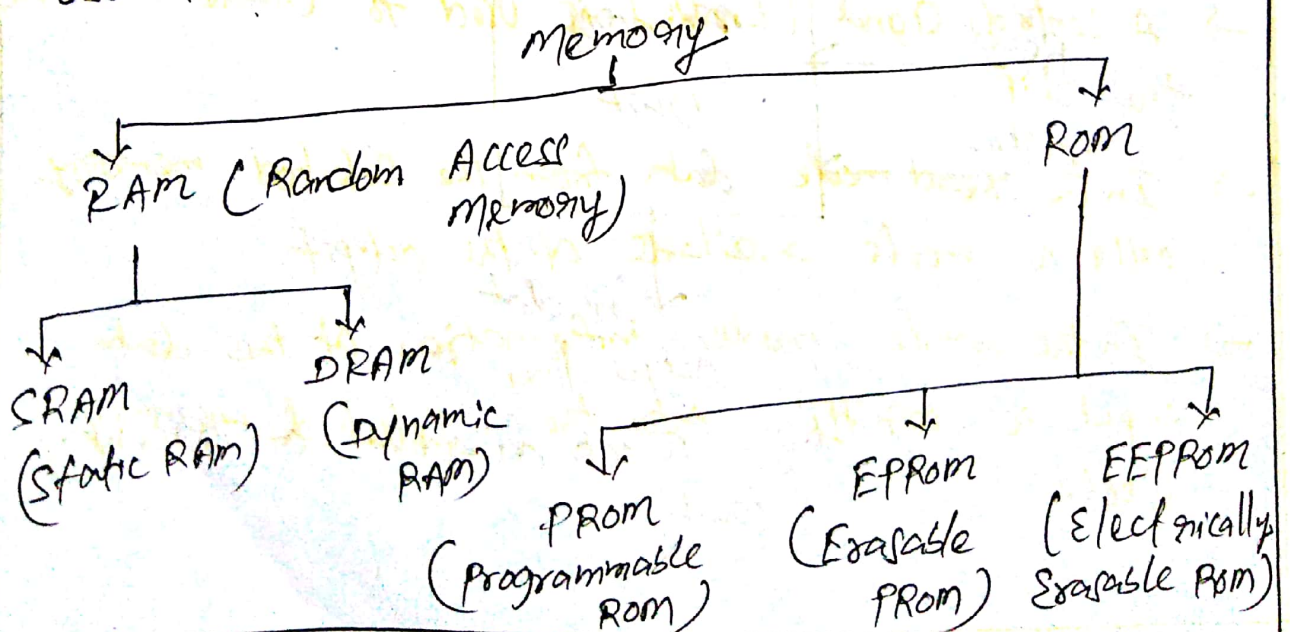 Memory
RAM (Random Access
Memory)
ROM
SRAM
(Static RAM)
DRAM
(Dynamic
RAM)
PROM
(Programmable
ROM)
EPROM
(Erasable
PROM)
EEPROM
(Electrically
Erasable ROM)